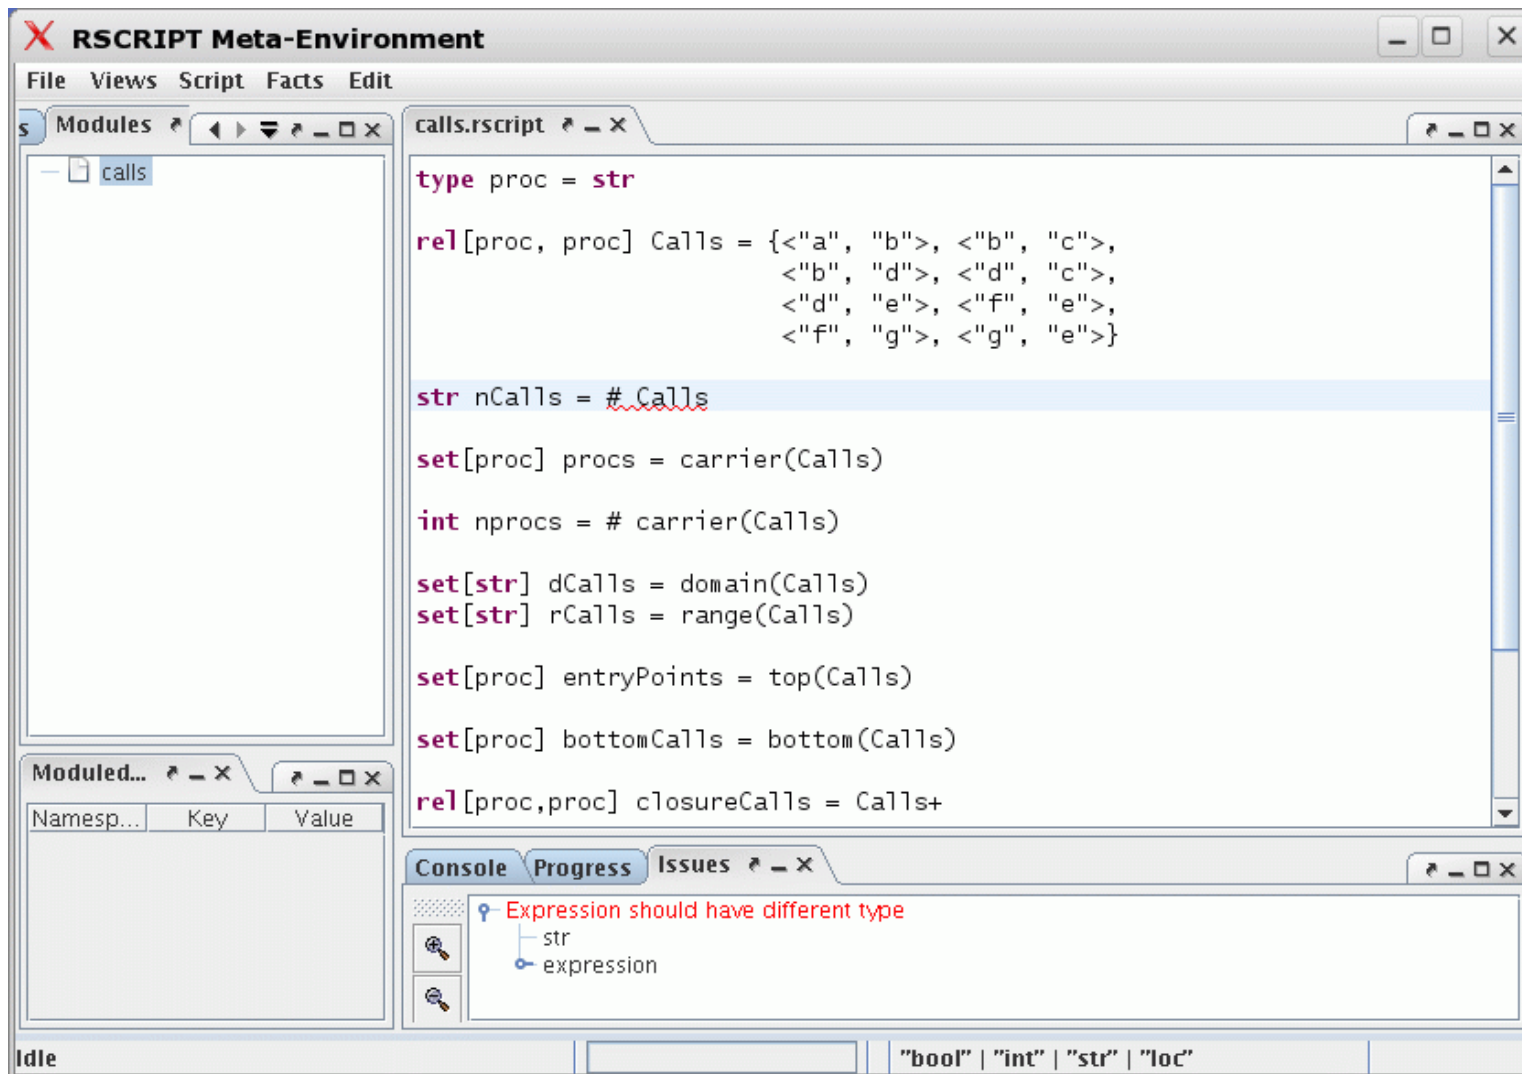 RSCRIPT Meta-Environment
File Views Script Facts Edit
s Modules
calls
calls.rscript
type proc = str
rel[proc, proc] Calls = {<"a", "b">, <"b", "c">,
<"b", "d">, <"d", "c">,
<"d", "e">, <"f", "e">,
<"f", "g">, <"g", "e">}
str nCalls = # Calls
set[proc] procs = carrier(Calls)
int nprocs = # carrier(Calls)
set[str] dCalls = domain(Calls)
set[str] rCalls = range(Calls)
set[proc] entryPoints = top(Calls)
set[proc] bottomCalls = bottom(Calls)
rel[proc,proc] closureCalls = Calls+
Moduled...
Namesp... Key Value
Console Progress Issues
Expression should have different type
str
expression
Idle
"bool" | "int" | "str" | "loc"